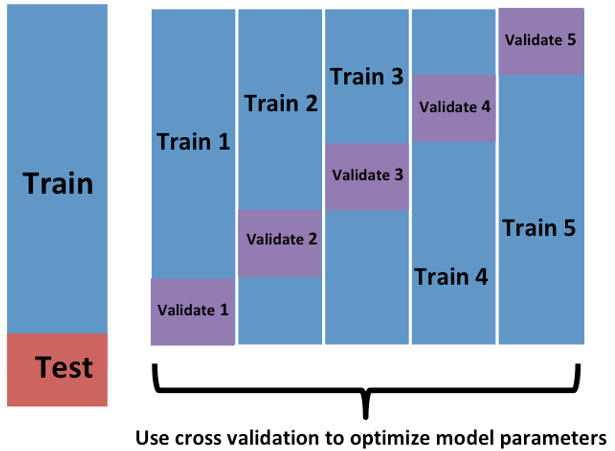 Train
Test
Train 1
Validate 1
Train 2
Validate 2
Train 3
Validate 3
Validate 4
Train 4
Validate 5
Train 5
Use cross validation to optimize model parameters